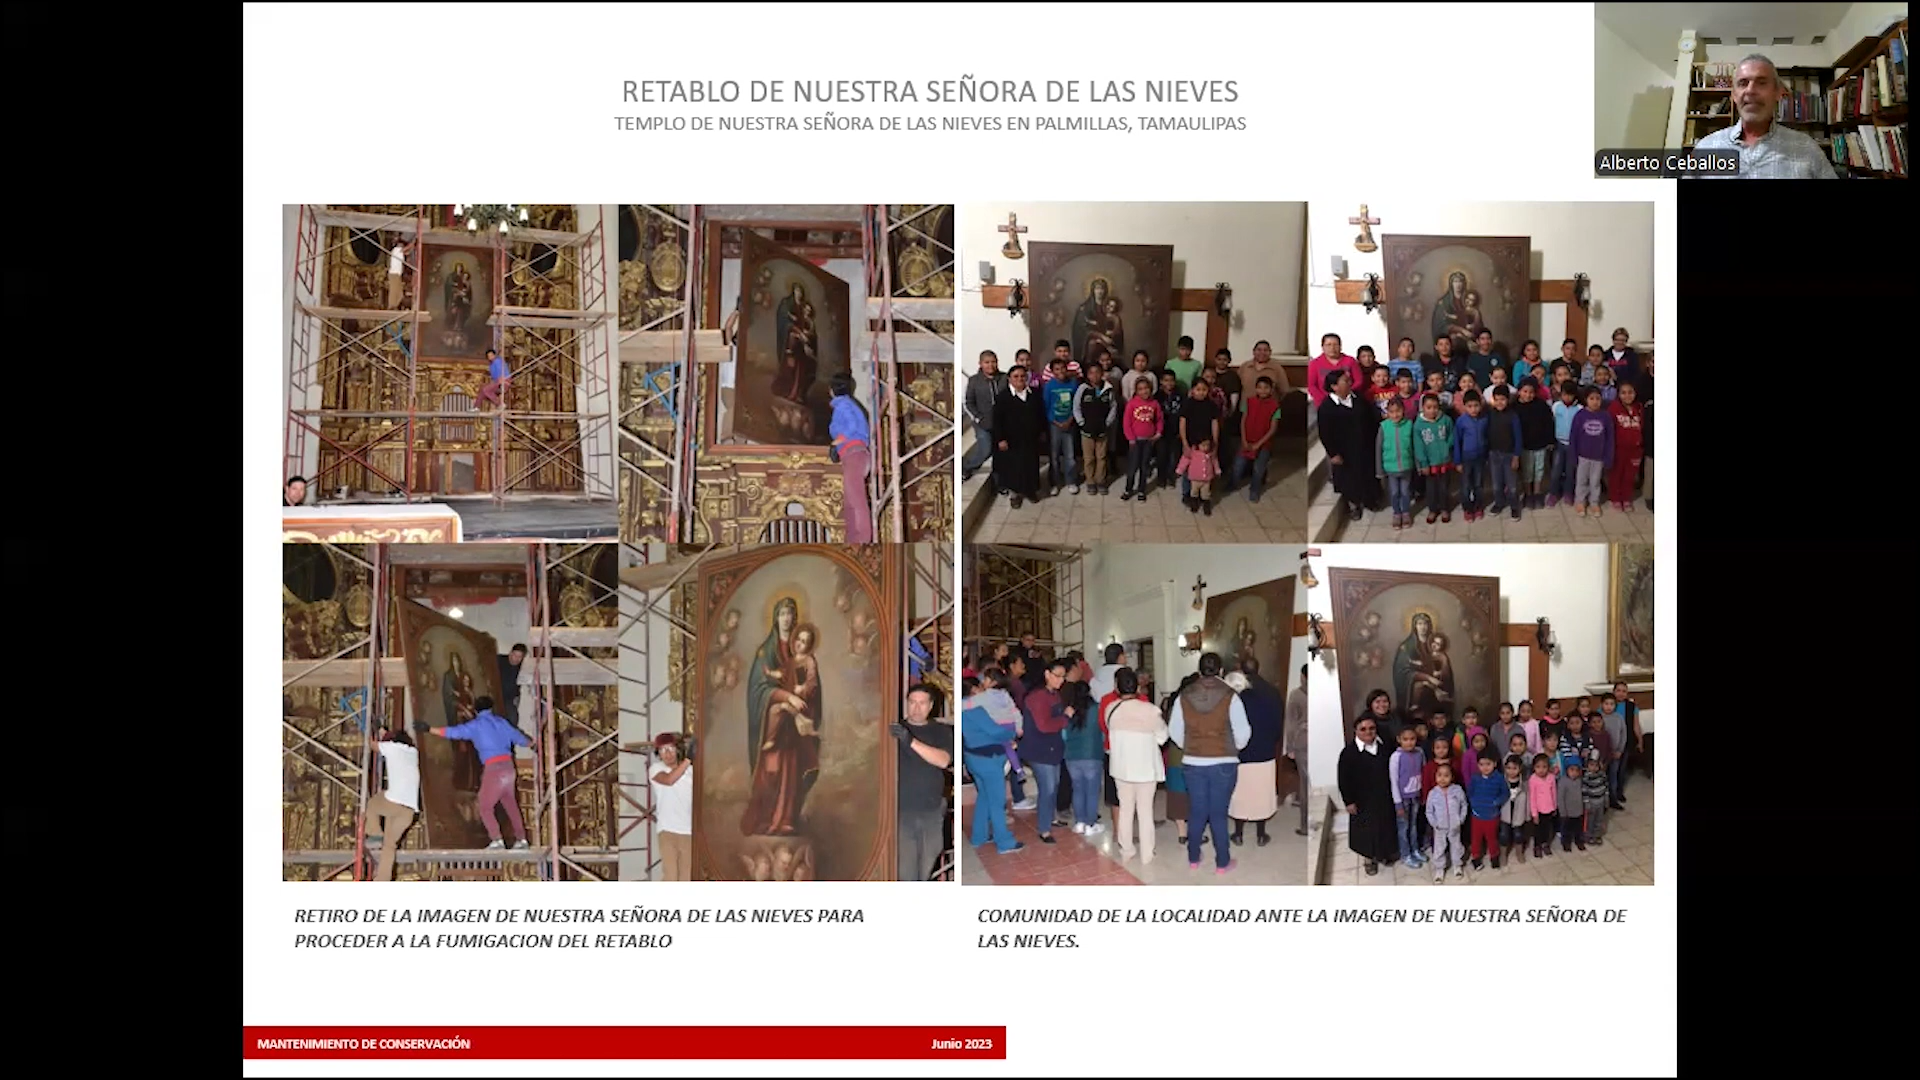 RETABLO DE NUESTRA SEÑORA DE LAS NIEVES
TEMPLO DE NUESTRA SEÑORA DE LAS NIEVES EN PALMILLAS, TAMAULIPAS
Alberto Ceballos
RETIRO DE LA IMAGEN DE NUESTRA SEÑORA DE LAS NIEVES PARA
PROCEDER A LA FUMIGACION DEL RETABLO
COMUNIDAD DE LA LOCALIDAD ANTE LA IMAGEN DE NUESTRA SEÑORA DE
LAS NIEVES.
MANTENIMIENTO DE CONSERVACIÓN
Junio 2023